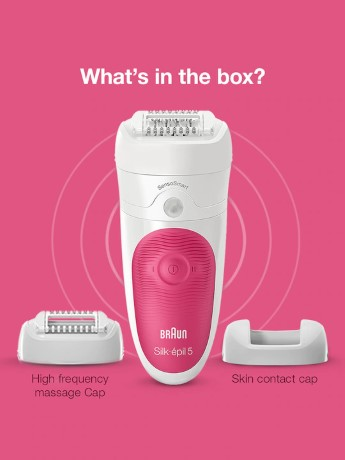 What's in the box?
SensoSmart
BRAUN
Silk·épil 5
High frequency
massage Cap
Skin contact cap